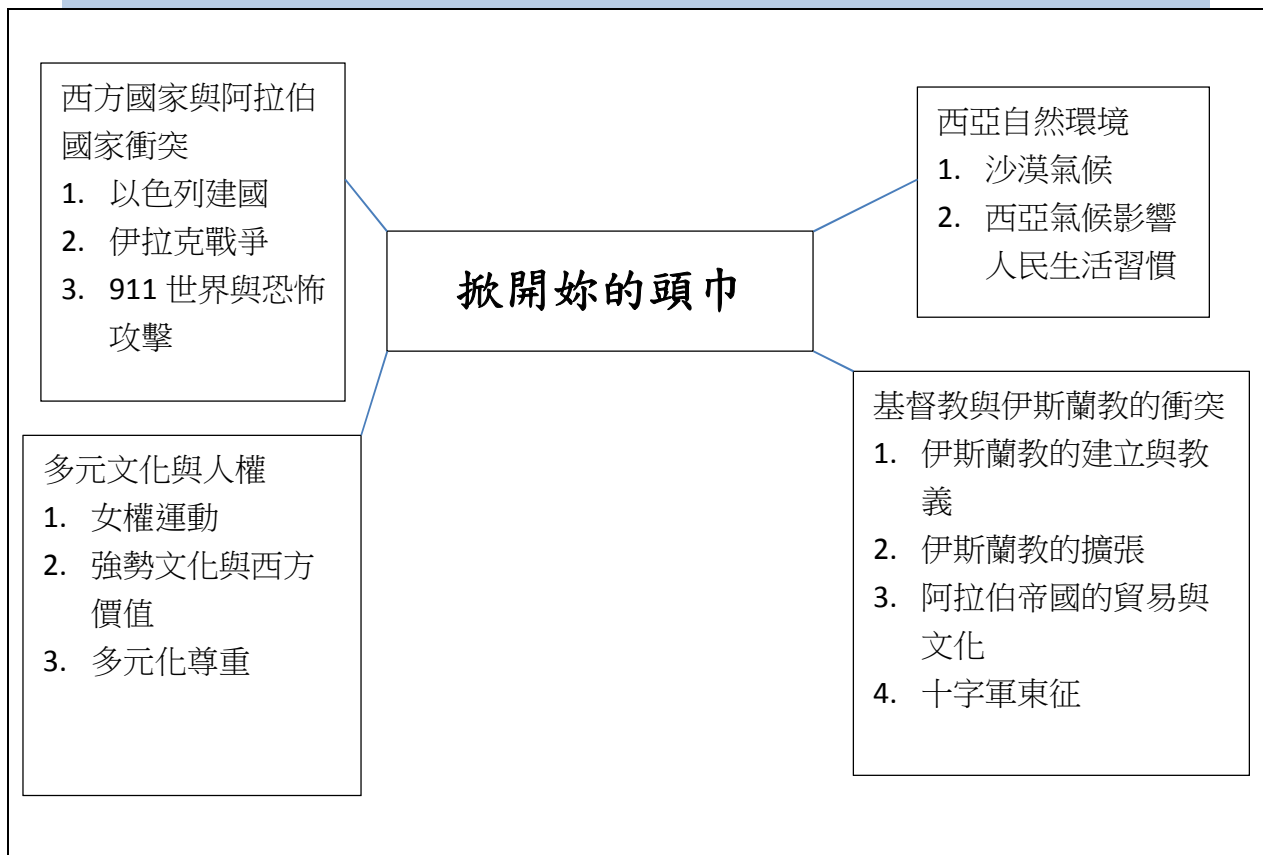 西方國家與阿拉伯
國家衝突
1. 以色列建國
2. 伊拉克戰爭
3. 911 世界與恐怖
攻擊
西亞自然環境
1. 沙漠氣候
2. 西亞氣候影響
人民生活習慣
掀開妳的頭巾
多元文化與人權
1. 女權運動
2. 強勢文化與西方
價值
3. 多元化尊重
基督教與伊斯蘭教的衝突
1. 伊斯蘭教的建立與教
義
2. 伊斯蘭教的擴張
3. 阿拉伯帝國的貿易與
文化
4. 十字軍東征